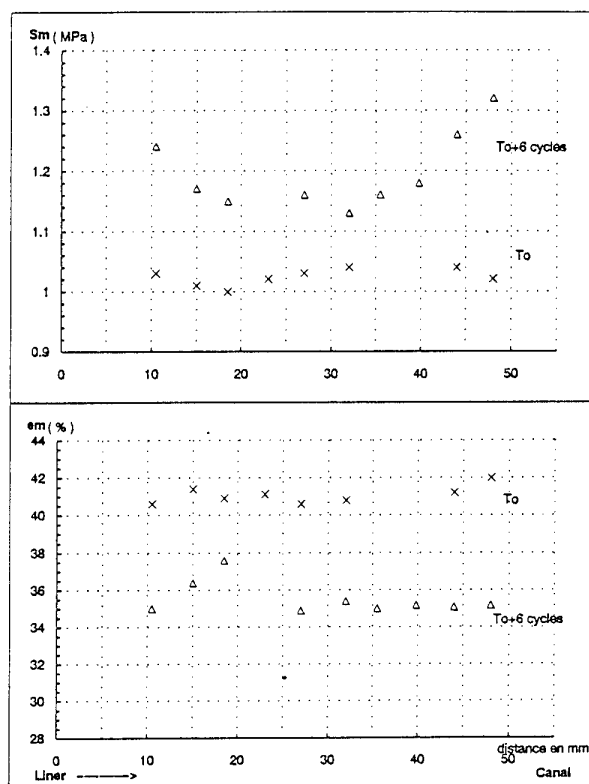 Sm ( MPa )
1.4
1.3
To+6 cycles
1.2
1.1
To
1
0.9
0 10 20 30 40 50
em ( % )
44
42
To
40
38
36
To+6 cycles
34
32
30
28
distance en mm
0 10 20 30 40 50
Liner -----------> Canal